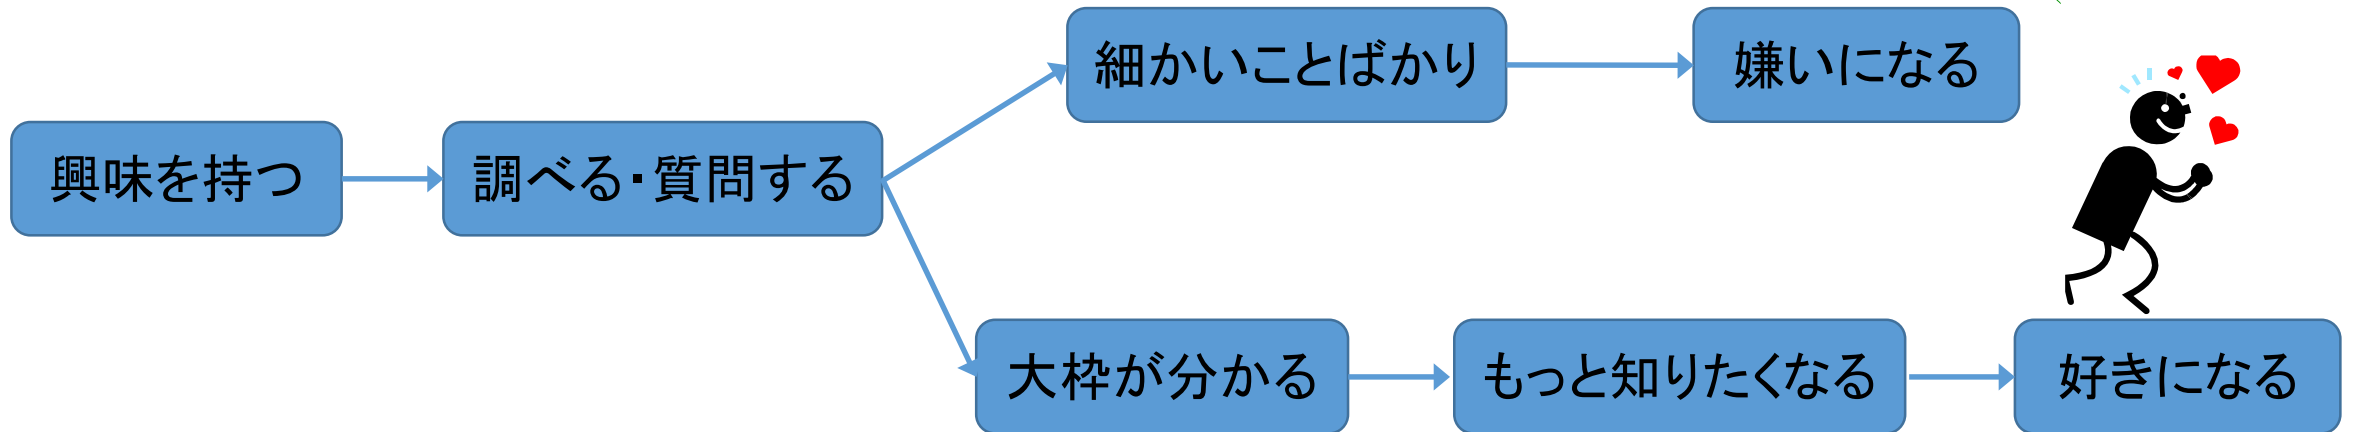 興味を持つ
調べる・質問する
細かいことばかり
嫌いになる
大枠が分かる
もっと知りたくなる
好きになる